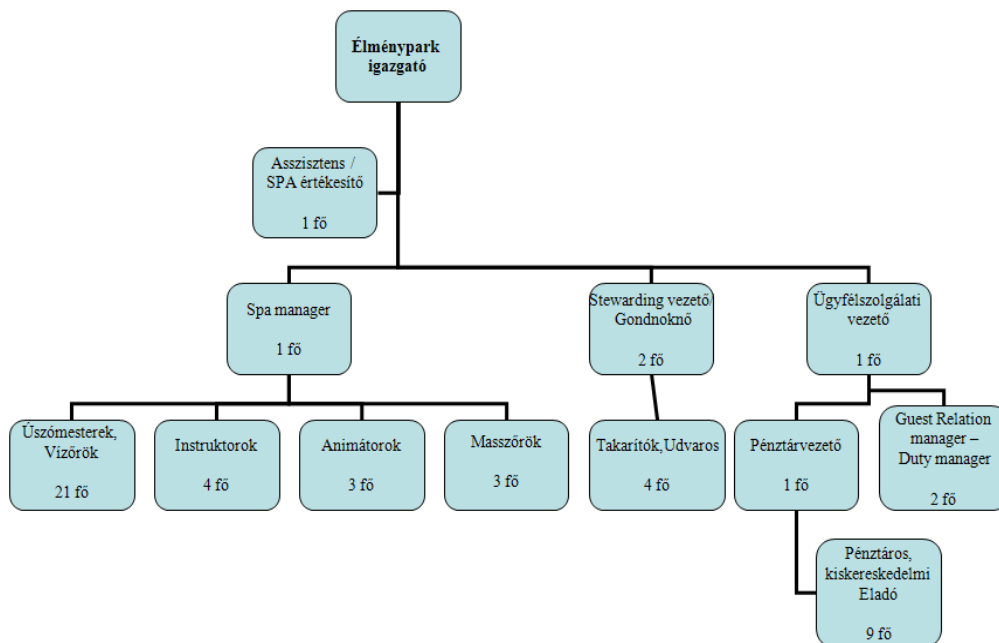 Élménypark
igazgató
Asszisztens /
SPA értékesítő
1 fő
Spa manager
1 fő
Stewarding vezető/
Gondnoknő
2 fő
Ügyfélszolgálati
vezető
1 fő
Úszómesterek,
Vízőrök
21 fő
Instruktorok
4 fő
Animátorok
3 fő
Masszőrök
3 fő
Takarítók,Udvaros
4 fő
Pénztárvezető
1 fő
Guest Relation
manager –
Duty manager
2 fő
Pénztáros,
kiskereskedelmi
Eladó
9 fő